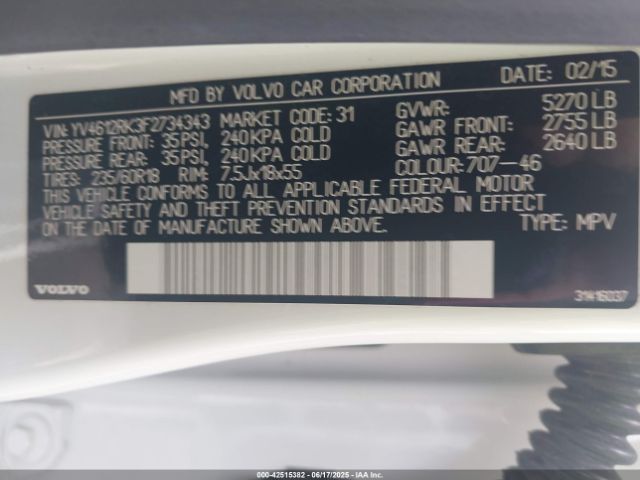 MFD BY VOLVO CAR CORPORATION DATE: 02/15
VIN: YV4612RK3F2734343 MARKET CODE: 31 GVWR: 5270 LB
PRESSURE FRONT: 35PSI, 240KPA COLD GAWR FRONT: 2755 LB
PRESSURE REAR: 35PSI, 240KPA COLD GAWR REAR: 2640 LB
TIRES: 235/60R18 RIM: 7.5Jx18x55 COLOUR: 707-46
THIS VEHICLE CONFORMS TO ALL APPLICABLE FEDERAL MOTOR
VEHICLE SAFETY AND THEFT PREVENTION STANDARDS IN EFFECT
ON THE DATE OF MANUFACTURE SHOWN ABOVE. TYPE: MPV
VOLVO 31416037
000-42515382 - 06/17/2025 - IAA Inc.